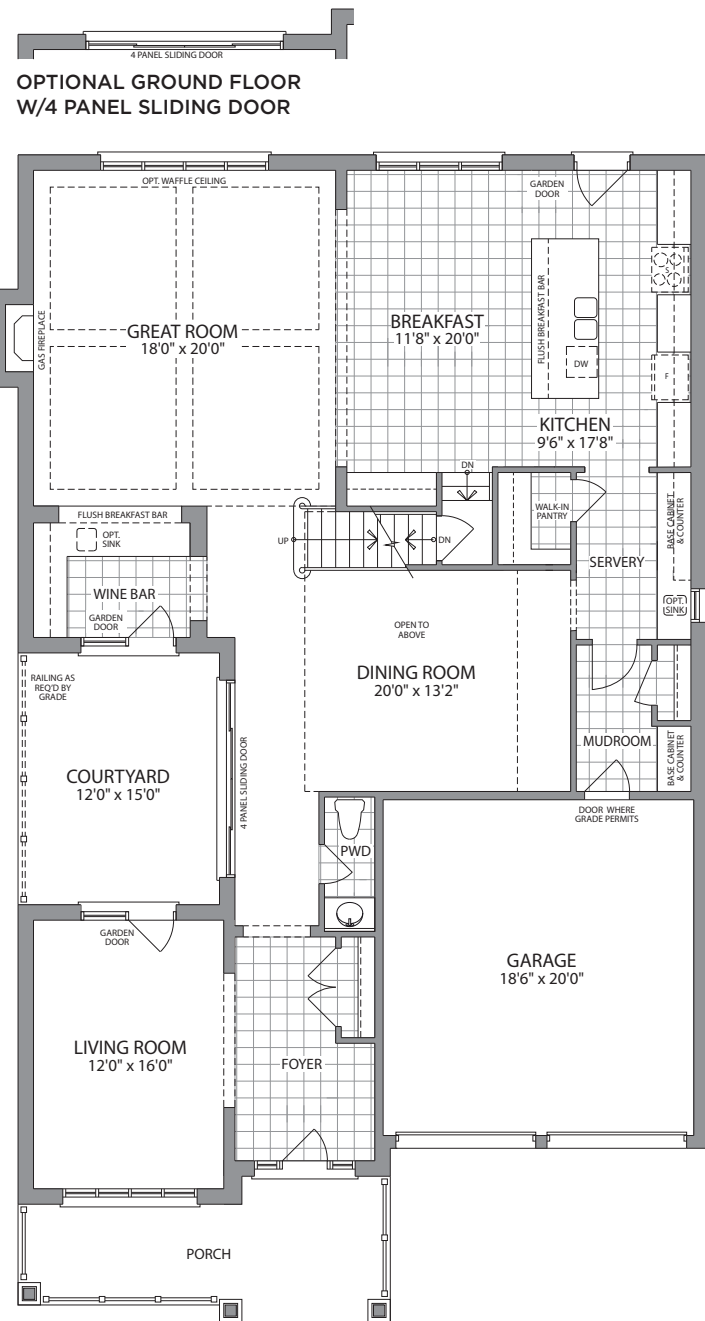 4 PANEL SLIDING DOOR
OPTIONAL GROUND FLOOR
W/4 PANEL SLIDING DOOR
OPT. WAFFLE CEILING
GARDEN
DOOR
S
GAS FIREPLACE
GREAT ROOM
18'0" x 20'0"
BREAKFAST
11'8" x 20'0"
FLUSH BREAKFAST BAR
DW
F
KITCHEN
9'6" x 17'8"
DN
WALK-IN
PANTRY
BASE CABINET
& COUNTER
FLUSH BREAKFAST BAR
OPT.
SINK
UP
DN
SERVERY
WINE BAR
GARDEN
DOOR
OPT.
SINK
OPEN TO
ABOVE
RAILING AS
REQ'D BY
GRADE
DINING ROOM
20'0" x 13'2"
MUDROOM
BASE CABINET
& COUNTER
COURTYARD
12'0" x 15'0"
4 PANEL SLIDING DOOR
DOOR WHERE
GRADE PERMITS
PWD
GARDEN
DOOR
GARAGE
18'6" x 20'0"
LIVING ROOM
12'0" x 16'0"
FOYER
PORCH